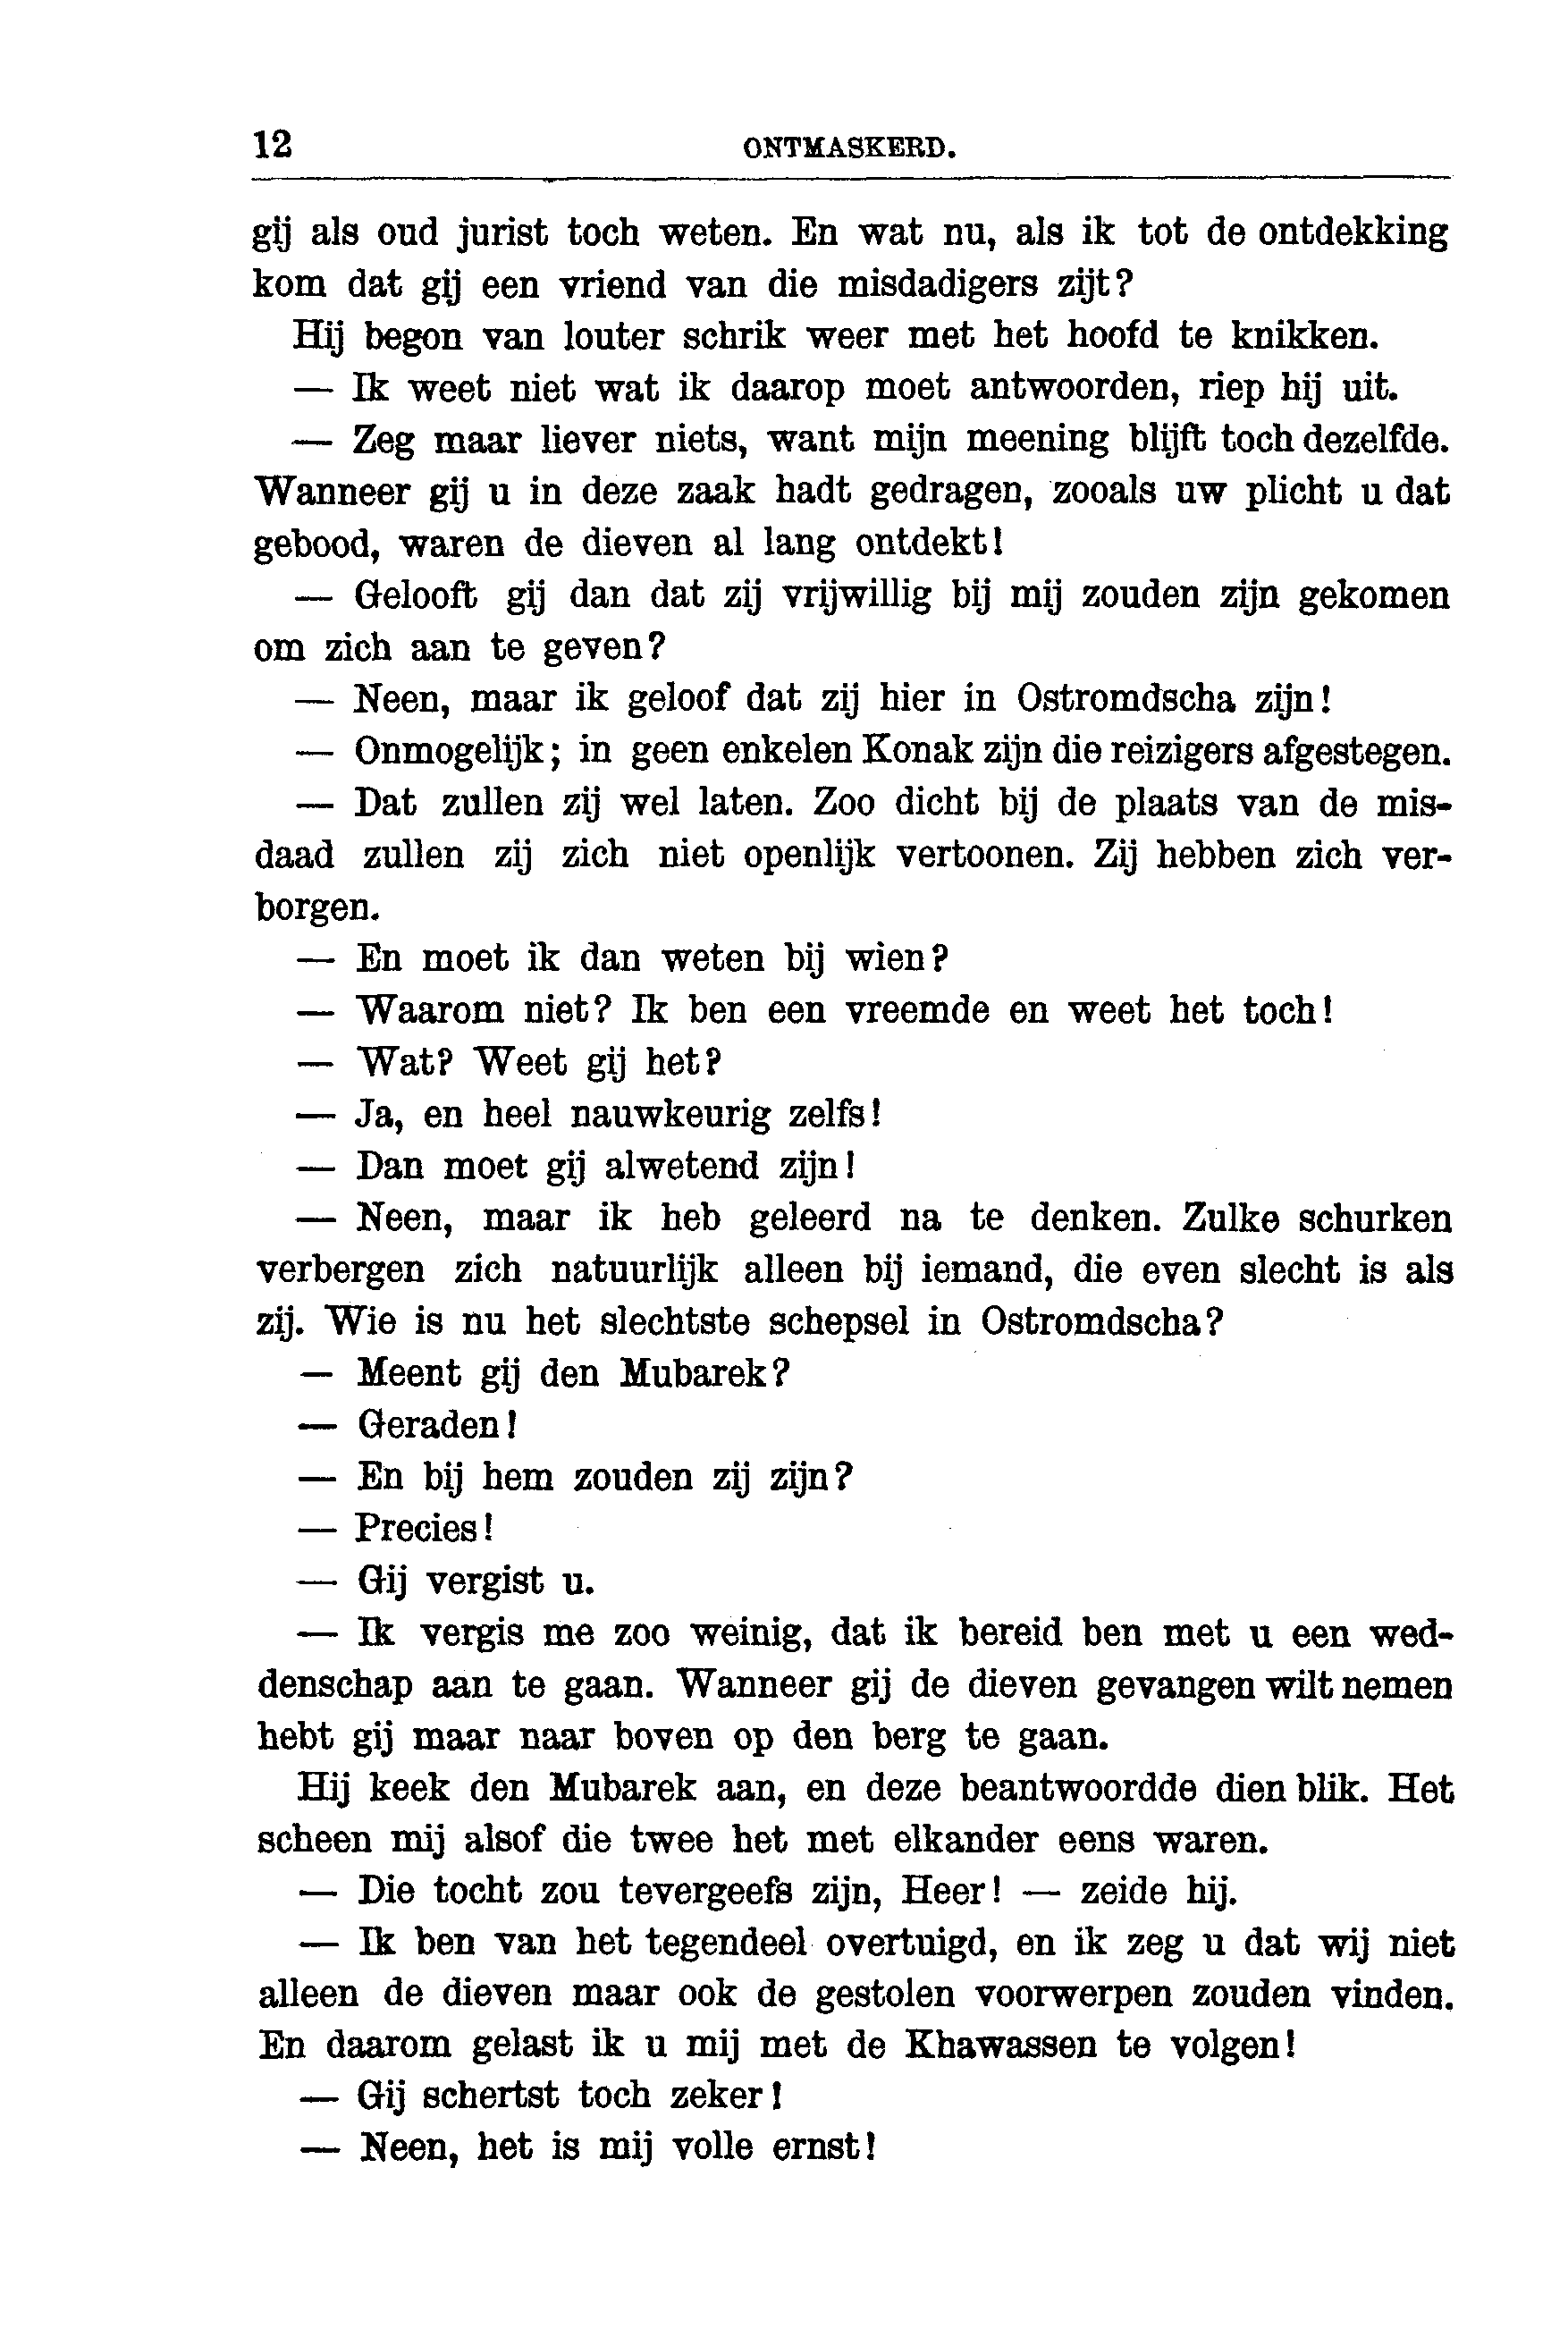 12 ONTMASKERD.
gij als oud jurist toch weten. En wat nu, als ik tot de ontdekking
kom dat gij een vriend van die misdadigers zijt?
Hij begon van louter schrik weer met het hoofd te knikken.
— Ik weet niet wat ik daarop moet antwoorden, riep hij uit.
— Zeg maar liever niets, want mijn meening blijft toch dezelfde.
Wanneer gij u in deze zaak hadt gedragen, zooals uw plicht u dat
gebood, waren de dieven al lang ontdekt!
— Gelooft gij dan dat zij vrijwillig bij mij zouden zijn gekomen
om zich aan te geven?
— Neen, maar ik geloof dat zij hier in Ostromdscha zijn!
— Onmogelijk; in geen enkelen Konak zijn die reizigers afgestegen.
— Dat zullen zij wel laten. Zoo dicht bij de plaats van de mis-
daad zullen zij zich niet openlijk vertoonen. Zij hebben zich ver-
borgen.
— En moet ik dan weten bij wien?
— Waarom niet? Ik ben een vreemde en weet het toch!
— Wat? Weet gij het?
— Ja, en heel nauwkeurig zelfs!
— Dan moet gij alwetend zijn!
— Neen, maar ik heb geleerd na te denken. Zulke schurken
verbergen zich natuurlijk alleen bij iemand, die even slecht is als
zij. Wie is nu het slechtste schepsel in Ostromdscha?
— Meent gij den Mubarek?
— Geraden!
— En bij hem zouden zij zijn?
— Precies!
— Gij vergist u.
— Ik vergis me zoo weinig, dat ik bereid ben met u een wed-
denschap aan te gaan. Wanneer gij de dieven gevangen wilt nemen
hebt gij maar naar boven op den berg te gaan.
Hij keek den Mubarek aan, en deze beantwoordde dien blik. Het
scheen mij alsof die twee het met elkander eens waren.
— Die tocht zou tevergeefs zijn, Heer! — zeide hij.
— Ik ben van het tegendeel overtuigd, en ik zeg u dat wij niet
alleen de dieven maar ook de gestolen voorwerpen zouden vinden.
En daarom gelast ik u mij met de Khawassen te volgen!
— Gij schertst toch zeker!
— Neen, het is mij volle ernst!